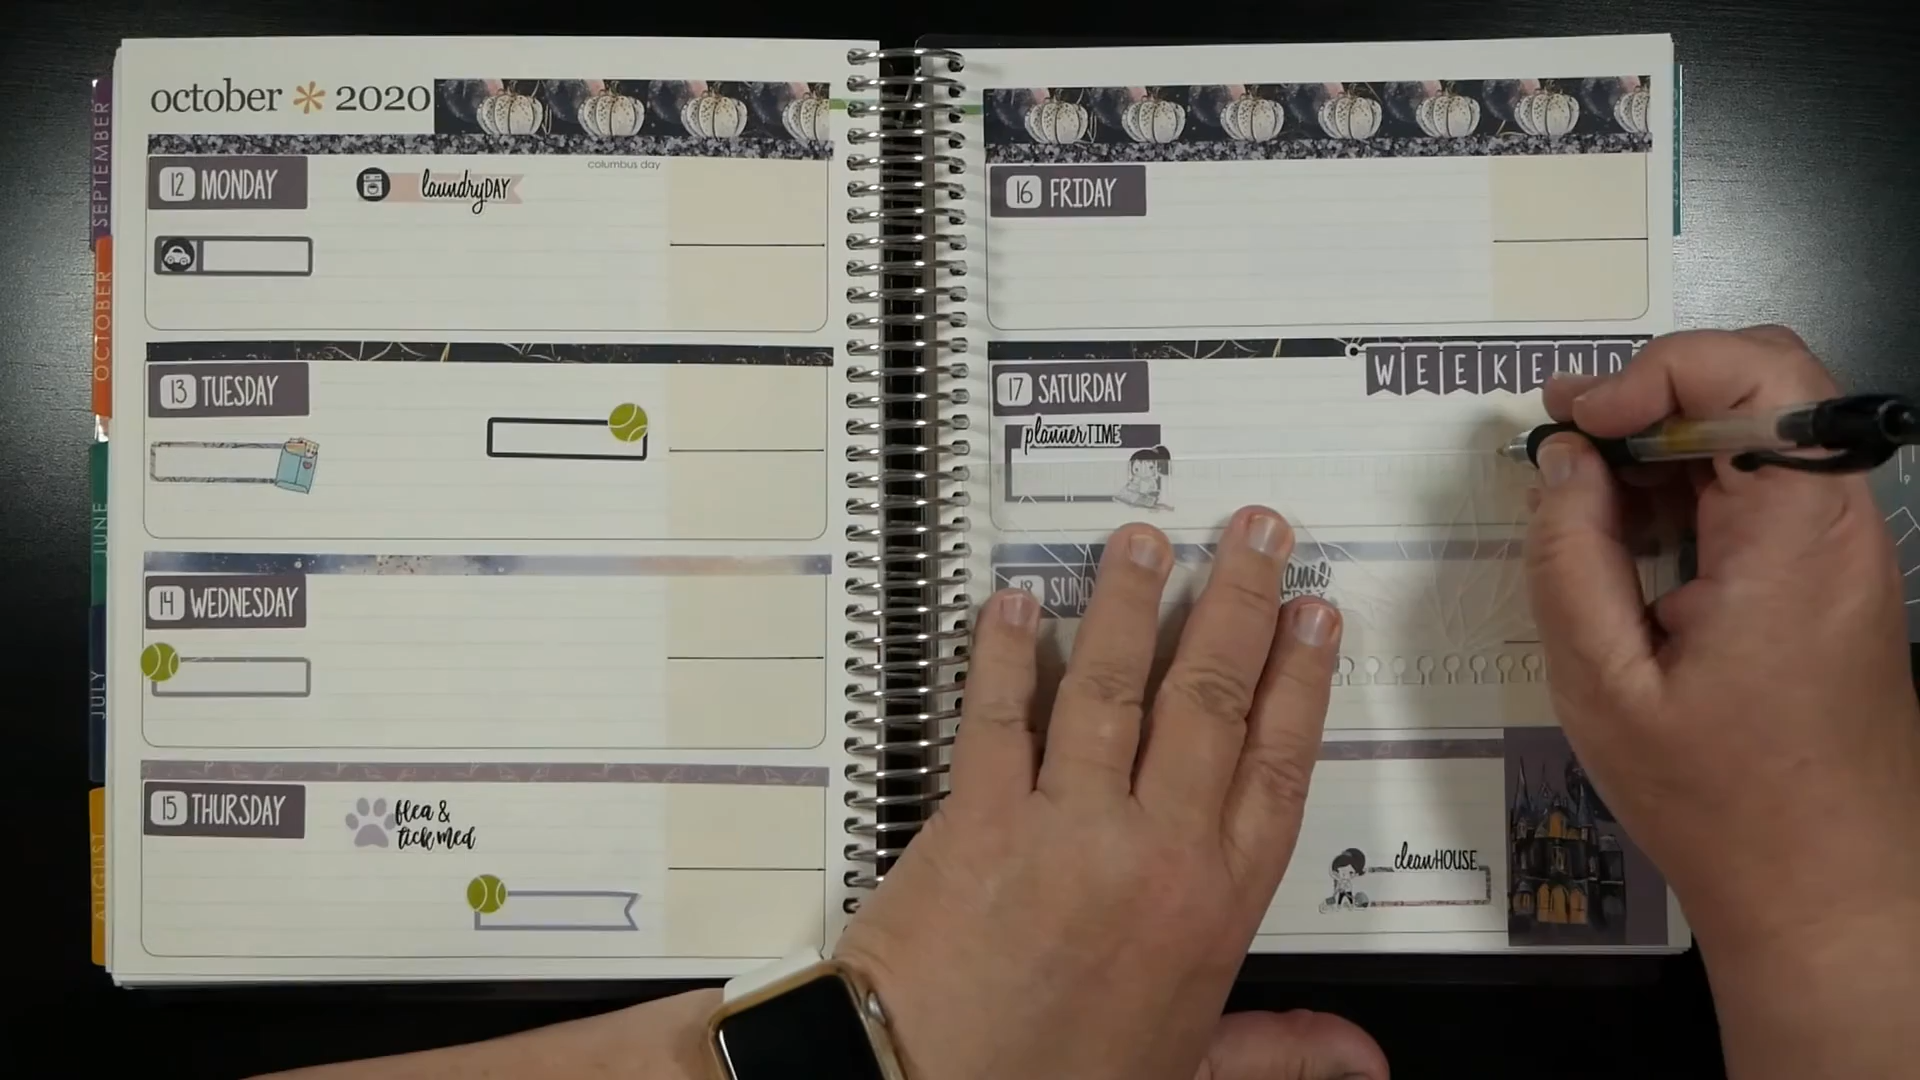 october * 2020
12 MONDAY
laundryDAY
columbus day
13 TUESDAY
14 WEDNESDAY
15 THURSDAY
flea &
tick med
16 FRIDAY
WEEKEND
17 SATURDAY
plannerTIME
18
cleanHOUSE
SEPTEMBER
OCTOBER
JUNE
JULY
AUGUST